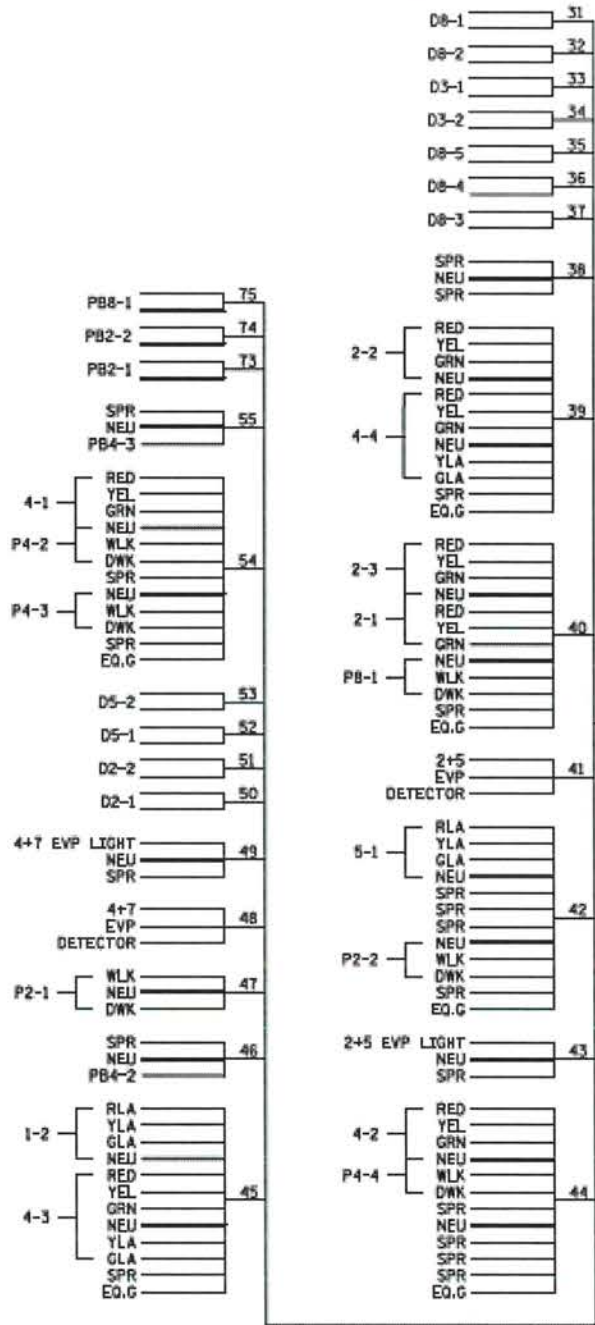 D8-1 31
D8-2 32
D3-1 33
D3-2 34
D8-5 35
D8-4 36
D8-3 37
SPR
NEU 38
SPR
RED
2-2 YEL
GRN
NEU
RED 39
YEL
4-4 GRN
NEU
YLA
GLA
SPR
EQ.G
RED
2-3 YEL
GRN
NEU
2-1 RED 40
YEL
GRN
NEU
P8-1 WLK
DWK
SPR
EQ.G
2+5
EVP 41
DETECTOR
RLA
5-1 YLA
GLA
NEU
SPR
SPR 42
SPR
NEU
P2-2 WLK
DWK
SPR
EQ.G
2+5 EVP LIGHT
NEU 43
SPR
RED
4-2 YEL
GRN
NEU
P4-4 WLK
DWK 44
SPR
NEU
SPR
SPR
SPR
EQ.G
PB8-1 75
PB2-2 74
PB2-1 73
SPR
NEU 55
PB4-3
RED
4-1 YEL
GRN
NEU
P4-2 WLK 54
DWK
SPR
NEU
P4-3 WLK
DWK
SPR
EQ.G
D5-2 53
D5-1 52
D2-2 51
D2-1 50
4+7 EVP LIGHT
NEU 49
SPR
4+7
EVP 48
DETECTOR
WLK
P2-1 NEU 47
DWK
SPR
NEU 46
PB4-2
RLA
1-2 YLA
GLA
NEU
RED
YEL 45
4-3 GRN
NEU
YLA
GLA
SPR
EQ.G